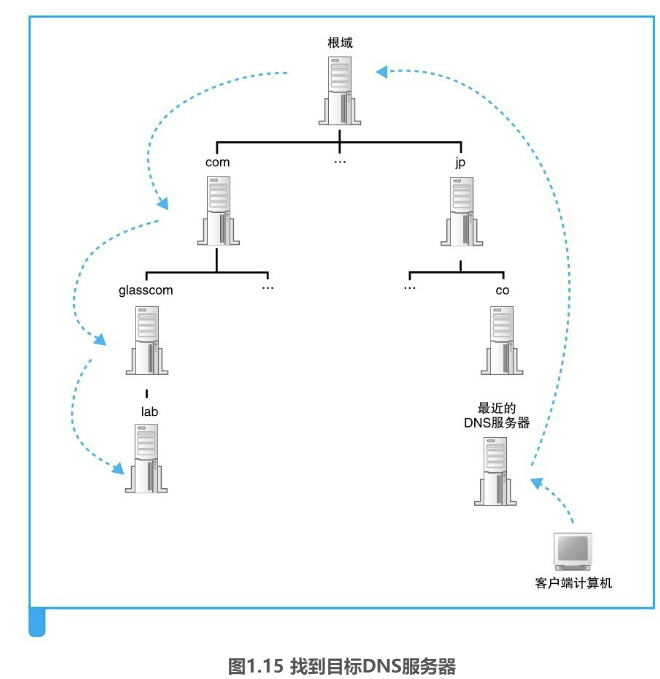 根域
com
…
jp
glasscom
…
…
co
lab
最近的
DNS服务器
客户端计算机
图1.15 找到目标DNS服务器